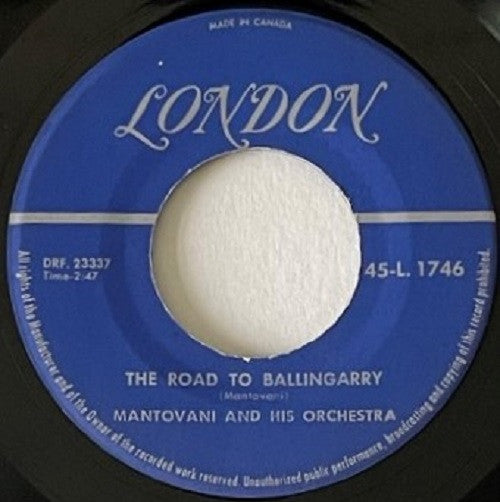 MADE IN CANADA
LONDON
DRF. 23337
Time-2:47
45-L. 1746
THE ROAD TO BALLINGARRY
(Mantovani)
MANTOVANI AND HIS ORCHESTRA
All rights of the Manufacturer and of the Owner of the recorded work reserved. Unauthorized public performance, broadcasting and copying of this record prohibited.